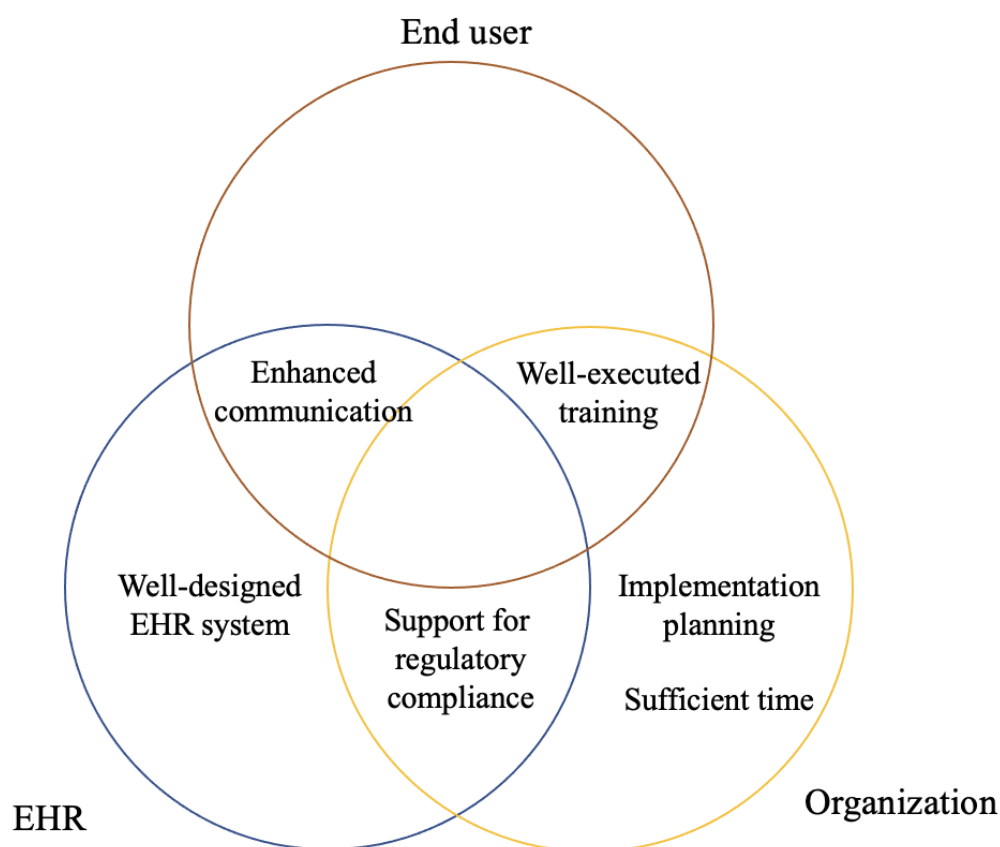 End user
Enhanced
communication
Well-executed
training
Well-designed
EHR system
Support for
regulatory
compliance
Implementation
planning
Sufficient time
EHR
Organization